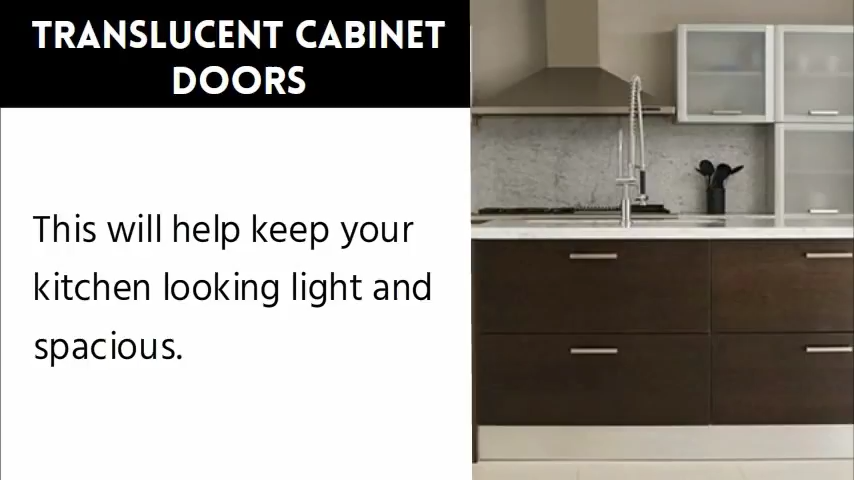 TRANSLUCENT CABINET
DOORS
This will help keep your
kitchen looking light and
spacious.